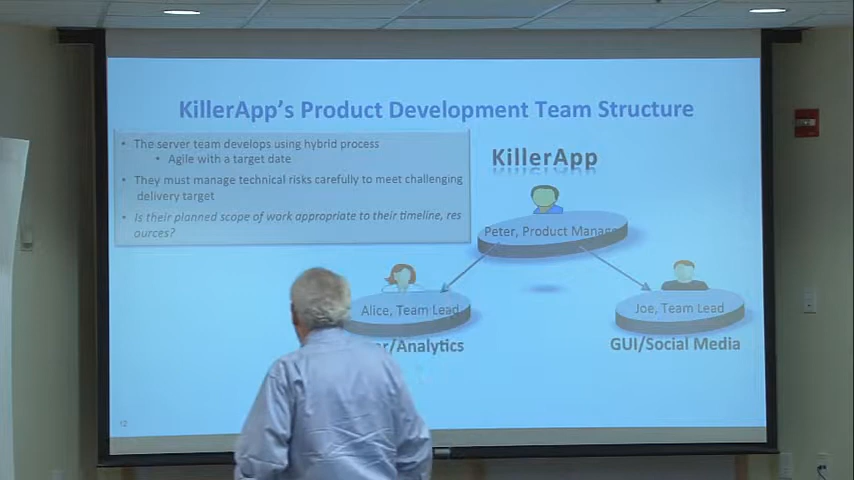 KillerApp's Product Development Team Structure
• The server team develops using hybrid process
• Agile with a target date
• They must manage technical risks carefully to meet challenging
delivery target
• Is their planned scope of work appropriate to their timeline, res
ources?
KillerApp
Peter, Product Manag
Alice, Team Lead
Joe, Team Lead
r/Analytics
GUI/Social Media
12